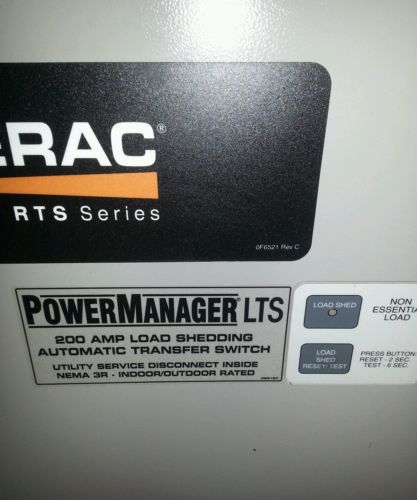 ERAC®
RTS Series
0F6521 Rev C
POWERMANAGER® LTS
200 AMP LOAD SHEDDING
AUTOMATIC TRANSFER SWITCH
UTILITY SERVICE DISCONNECT INSIDE
NEMA 3R - INDOOR/OUTDOOR RATED
LOAD SHED
NON
ESSENTIA
LOAD
LOAD
SHED
RESET/TEST
PRESS BUTTON:
RESET - 2 SEC.
TEST - 6 SEC.